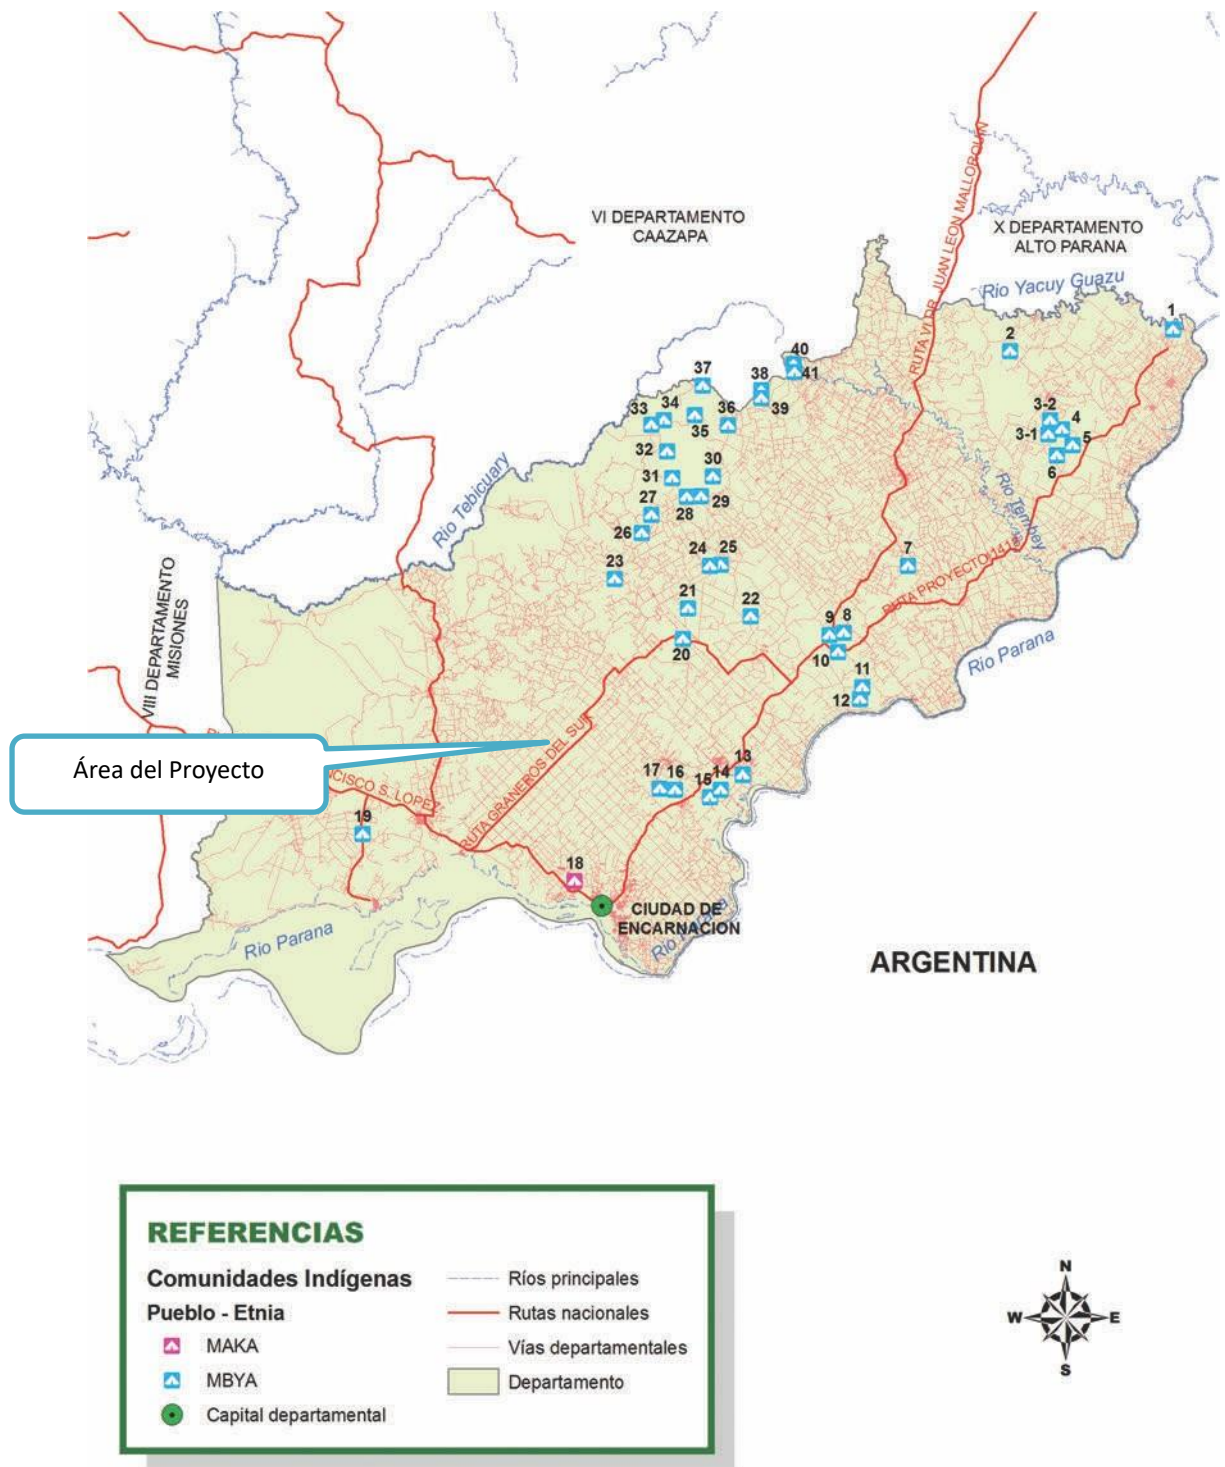 VI DEPARTAMENTO
CAAZAPA
X DEPARTAMENTO
ALTO PARANA
RUTA VI DR. JUAN LEON MALLORQUIN
Rio Yacuy Guazu
1
2
40
41
37
38
39
3-2
4
3-1
5
6
33
34
35
36
32
30
31
29
28
27
26
Rio Tebicuary
Rio Tembey
24
25
23
7
RUTA PROYECTO 141
21
22
9
8
20
10
VIII DEPARTAMENTO
MISIONES
Rio Parana
11
12
Área del Proyecto
RUTA GRANEROS DEL SUR
13
17
16
15
14
CISCO S. LOPEZ
19
18
CIUDAD DE
ENCARNACION
Rio Parana
Rio Parana
ARGENTINA
REFERENCIAS
Comunidades Indígenas
Pueblo - Etnia
MAKA
MBYA
Capital departamental
Ríos principales
Rutas nacionales
Vías departamentales
Departamento
N
W
E
S